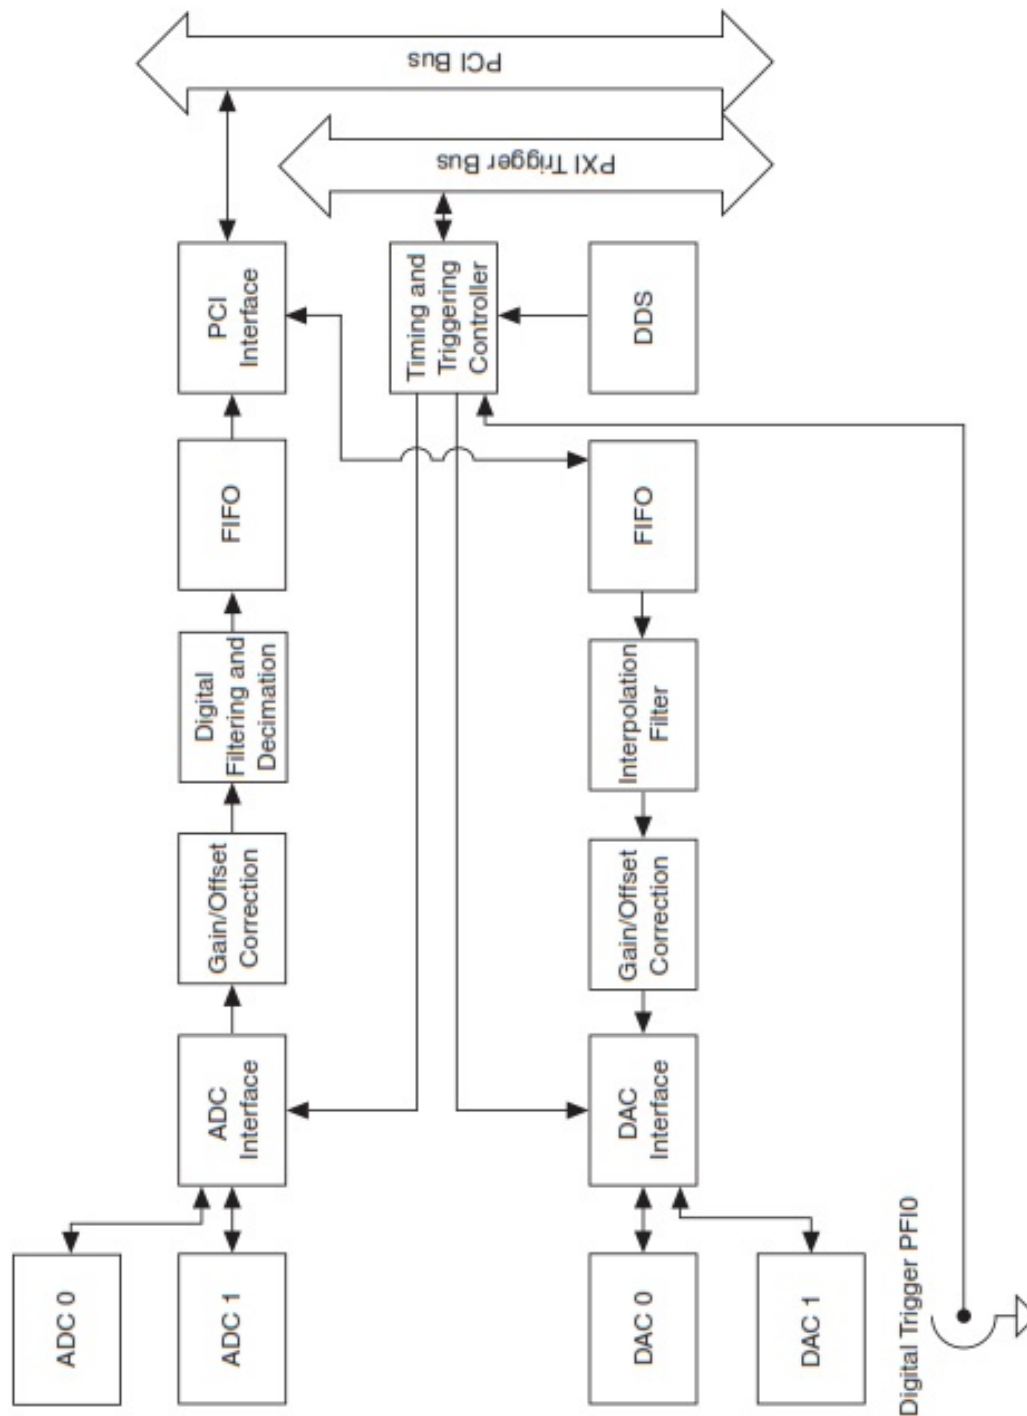 ADC 0
ADC
Interface
Gain/Offset
Correction
Digital
Filtering and
Decimation
FIFO
PCI
Interface
PCI Bus
ADC 1
Timing and
Triggering
Controller
PXI Trigger Bus
DAC 0
DAC
Interface
Gain/Offset
Correction
Interpolation
Filter
FIFO
DDS
DAC 1
Digital Trigger PFI0